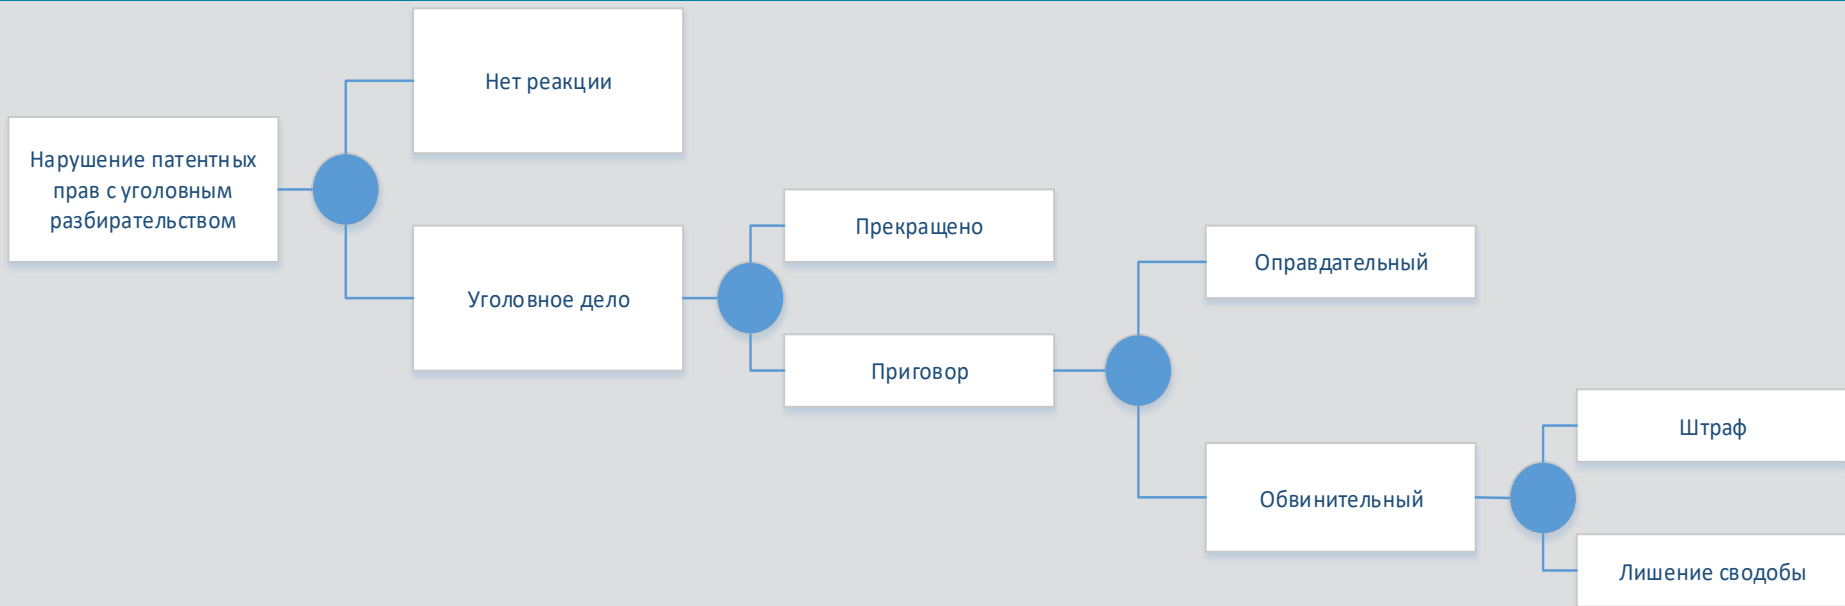 Нет реакции
Нарушение патентных
прав с уголовным
разбирательством
Уголовное дело
Прекращено
Приговор
Оправдательный
Обвинительный
Штраф
Лишение сводобы